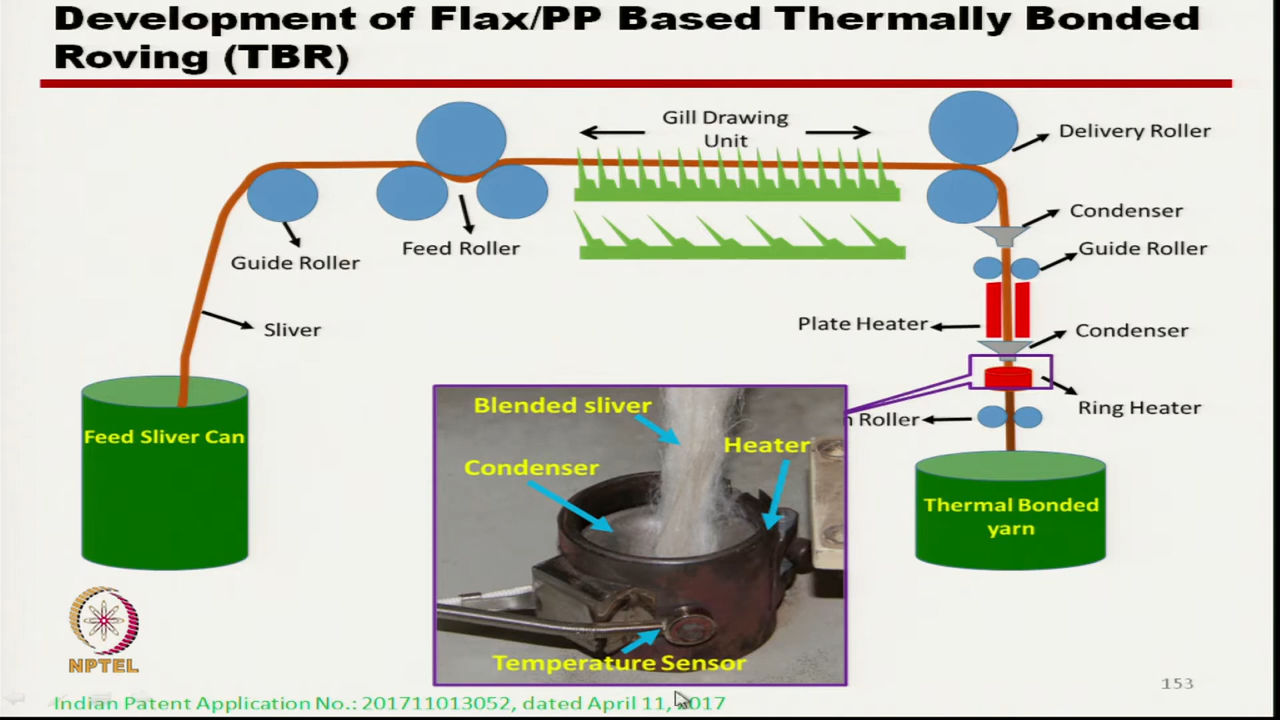 Development of Flax/PP Based Thermally Bonded
Roving (TBR)
Gill Drawing
Unit
Delivery Roller
Condenser
Guide Roller
Feed Roller
Guide Roller
Sliver
Plate Heater
Condenser
Ring Heater
Roller
Feed Sliver Can
Blended sliver
Heater
Condenser
Temperature Sensor
Thermal Bonded
yarn
NPTEL
153
Indian Patent Application No.: 201711013052, dated April 11, 2017